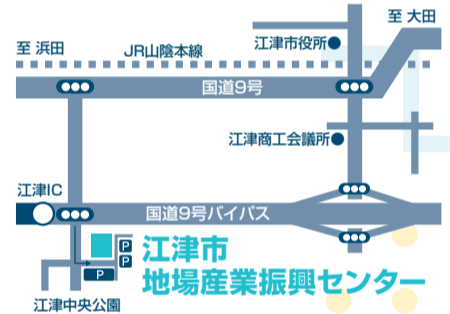 至 大田
江津市役所
至 浜田
JR山陰本線
国道9号
江津商工会議所
江津IC
国道9号バイパス
P
P
P
江津市
地場産業振興センター
江津中央公園